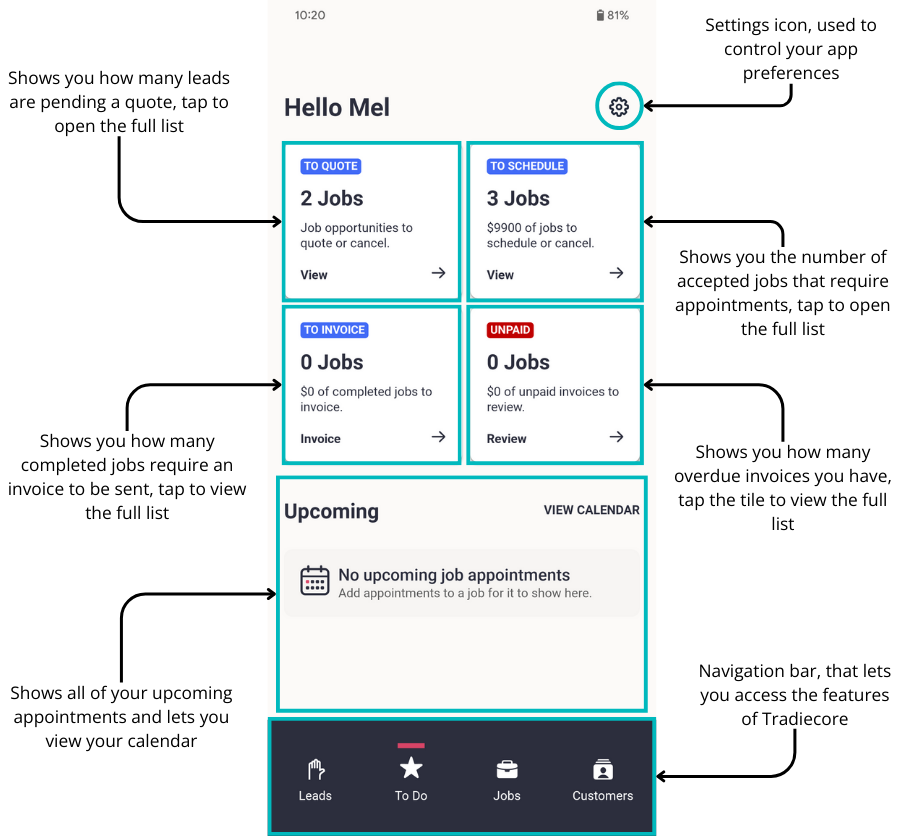 10:20
81%
Settings icon, used to
control your app
preferences
Shows you how many leads
are pending a quote, tap to
open the full list
Hello Mel
TO QUOTE
2 Jobs
Job opportunities to
quote or cancel.
View
TO SCHEDULE
3 Jobs
$9900 of jobs to
schedule or cancel.
View
Shows you the number of
accepted jobs that require
appointments, tap to open
the full list
TO INVOICE
0 Jobs
$0 of completed jobs to
invoice.
Invoice
UNPAID
0 Jobs
$0 of unpaid invoices to
review.
Review
Shows you how many
completed jobs require an
invoice to be sent, tap to view
the full list
Shows you how many
overdue invoices you have,
tap the tile to view the full
list
Upcoming
VIEW CALENDAR
No upcoming job appointments
Add appointments to a job for it to show here.
Shows all of your upcoming
appointments and lets you
view your calendar
Navigation bar, that lets
you access the features
of Tradiecore
Leads
To Do
Jobs
Customers